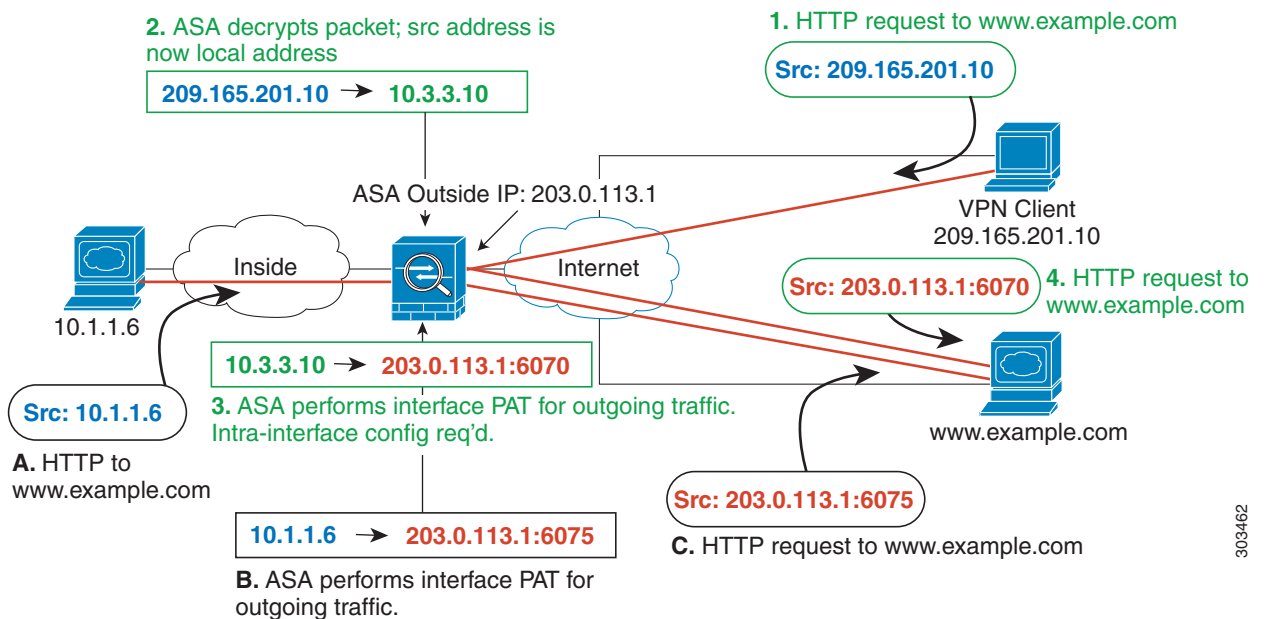 2. ASA decrypts packet; src address is
now local address
209.165.201.10 → 10.3.3.10
1. HTTP request to www.example.com
Src: 209.165.201.10
ASA Outside IP: 203.0.113.1
VPN Client
209.165.201.10
Inside
Internet
10.1.1.6
Src: 203.0.113.1:6070
4. HTTP request to
www.example.com
10.3.3.10 → 203.0.113.1:6070
3. ASA performs interface PAT for outgoing traffic.
Intra-interface config req'd.
Src: 10.1.1.6
A. HTTP to
www.example.com
www.example.com
Src: 203.0.113.1:6075
C. HTTP request to www.example.com
10.1.1.6 → 203.0.113.1:6075
B. ASA performs interface PAT for
outgoing traffic.
303462